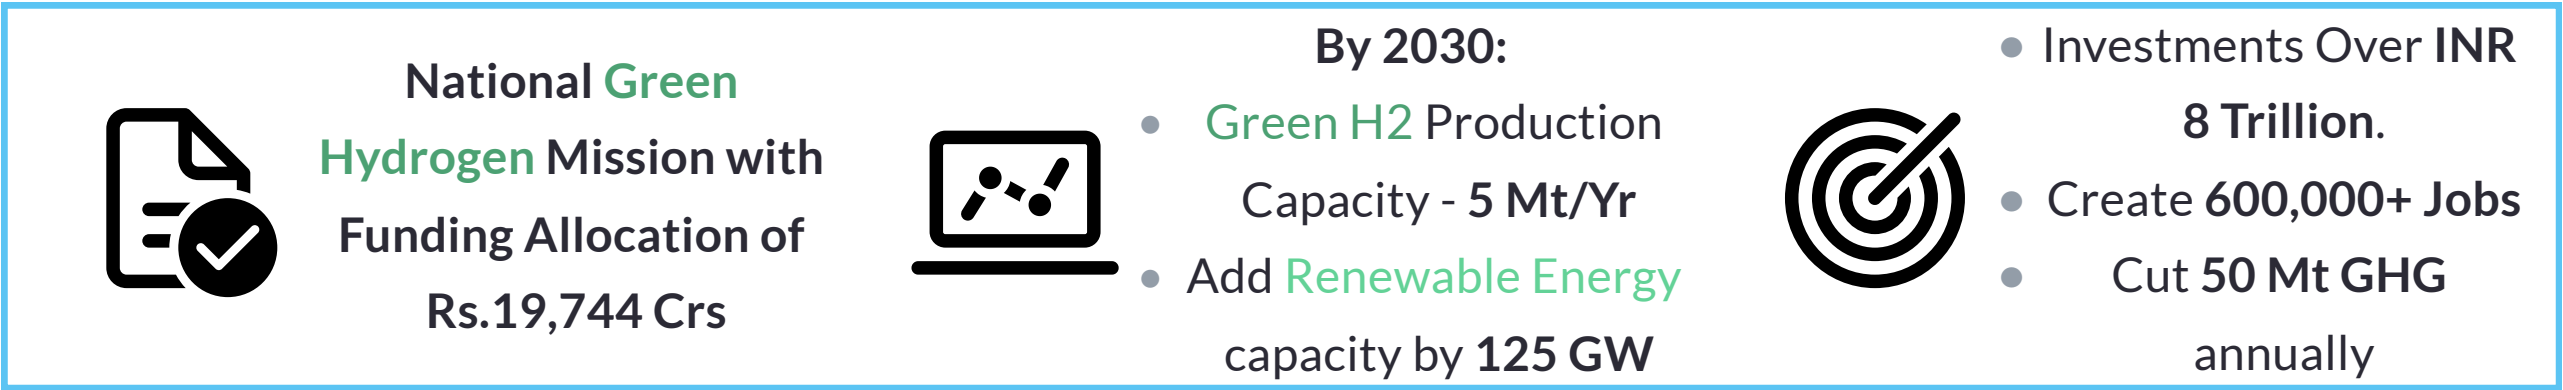 National Green
Hydrogen Mission with
Funding Allocation of
Rs.19,744 Crs
By 2030:
• Green H2 Production
Capacity - 5 Mt/Yr
• Add Renewable Energy
capacity by 125 GW
• Investments Over INR
8 Trillion.
• Create 600,000+ Jobs
• Cut 50 Mt GHG
annually